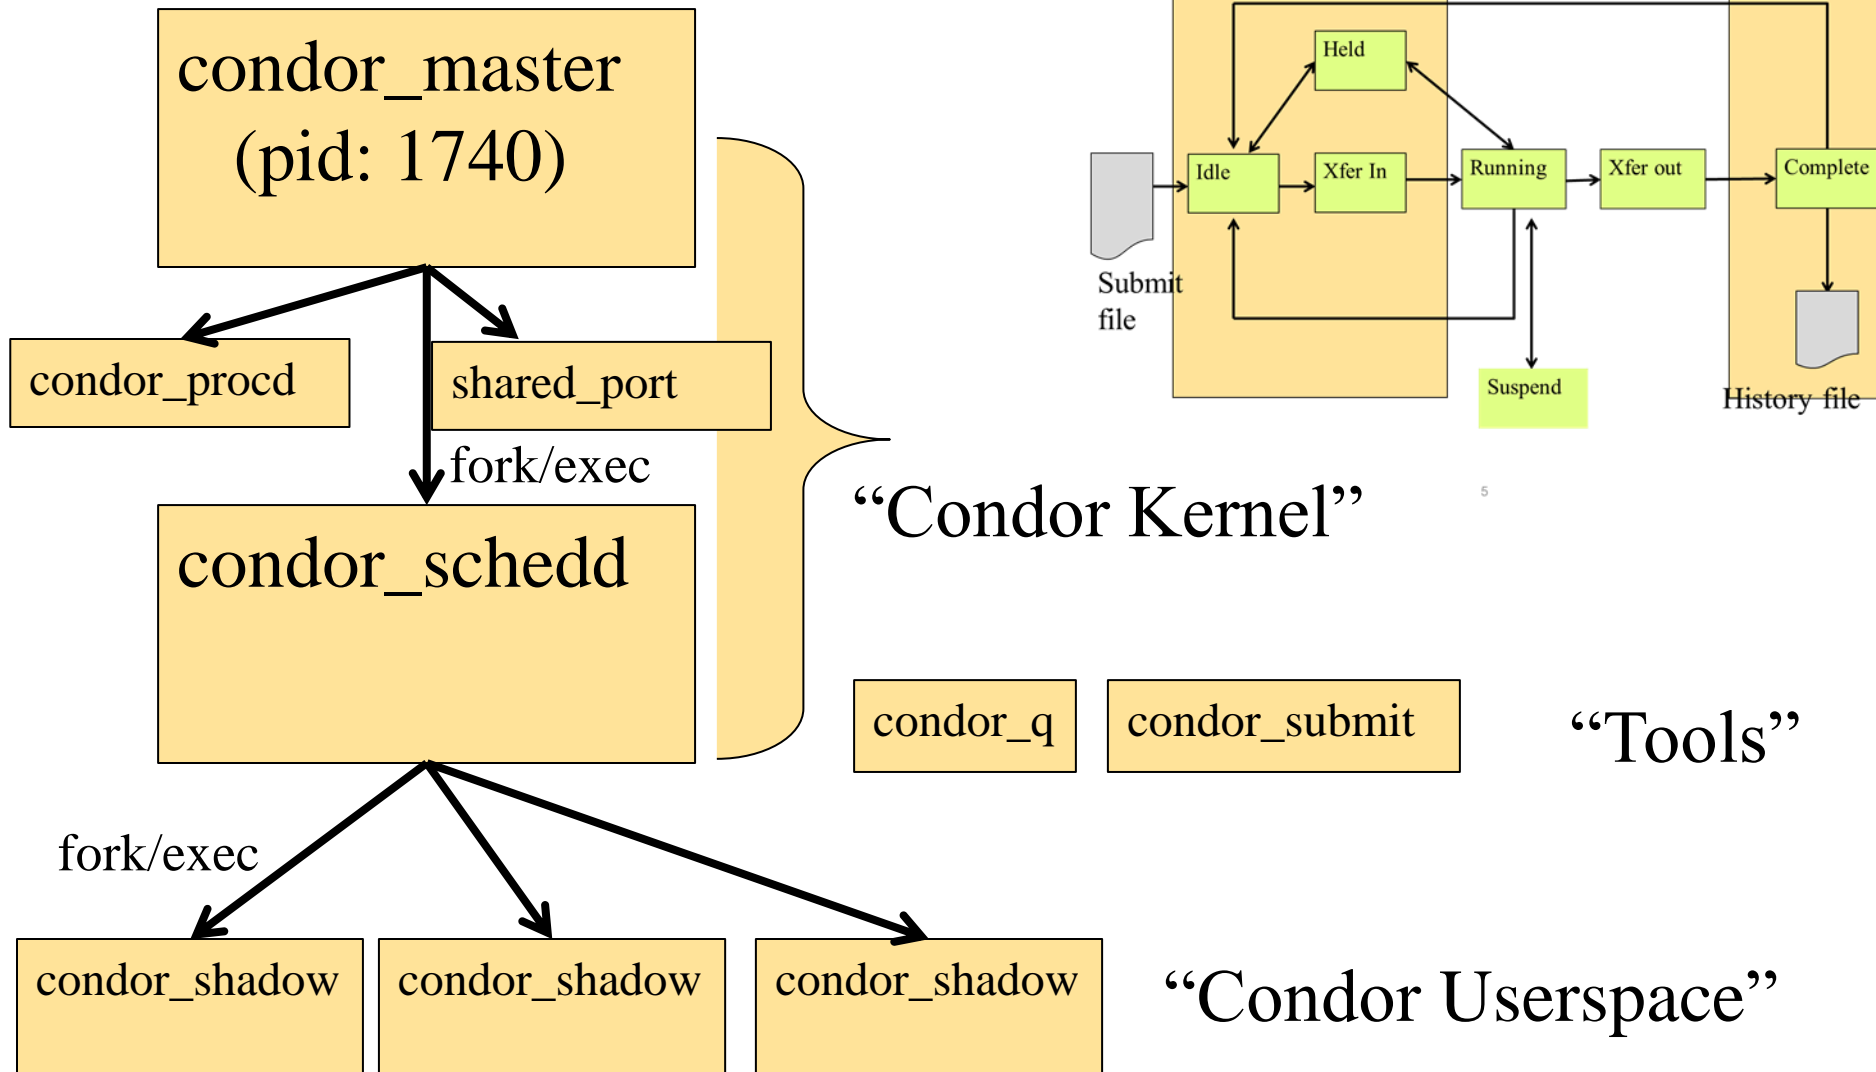 condor_master
(pid: 1740)
condor_procd
shared_port
fork/exec
condor_schedd
fork/exec
condor_shadow
condor_shadow
condor_shadow
“Condor Kernel”
condor_q
condor_submit
“Tools”
“Condor Userspace”
Held
Idle
Xfer In
Running
Xfer out
Complete
Submit
file
Suspend
History file
5